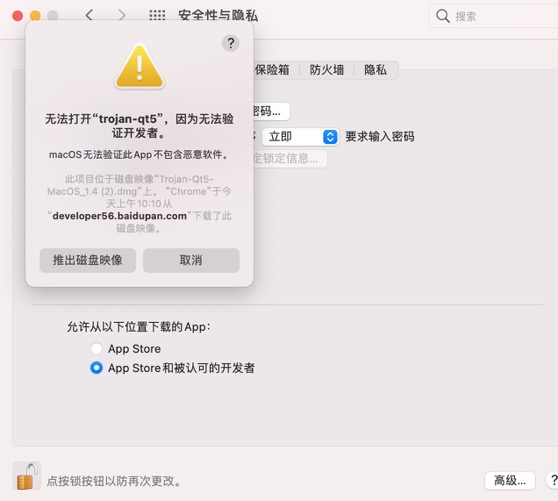 安全性与隐私
搜索
保险箱
防火墙
隐私
?
无法打开“trojan-qt5”，因为无法验
证开发者。
macOS 无法验证此 App 不包含恶意软件。
此项目位于磁盘映像“Trojan-Qt5-
MacOS_1.4 (2).dmg”上。 “Chrome”于今
天上午10:10从
“developer56.baidupan.com”下载了此
磁盘映像。
推出磁盘映像
取消
密码...
立即
要求输入密码
定锁定信息...
允许从以下位置下载的App：
App Store
App Store和被认可的开发者
点按锁按钮以防再次更改。
高级...
?